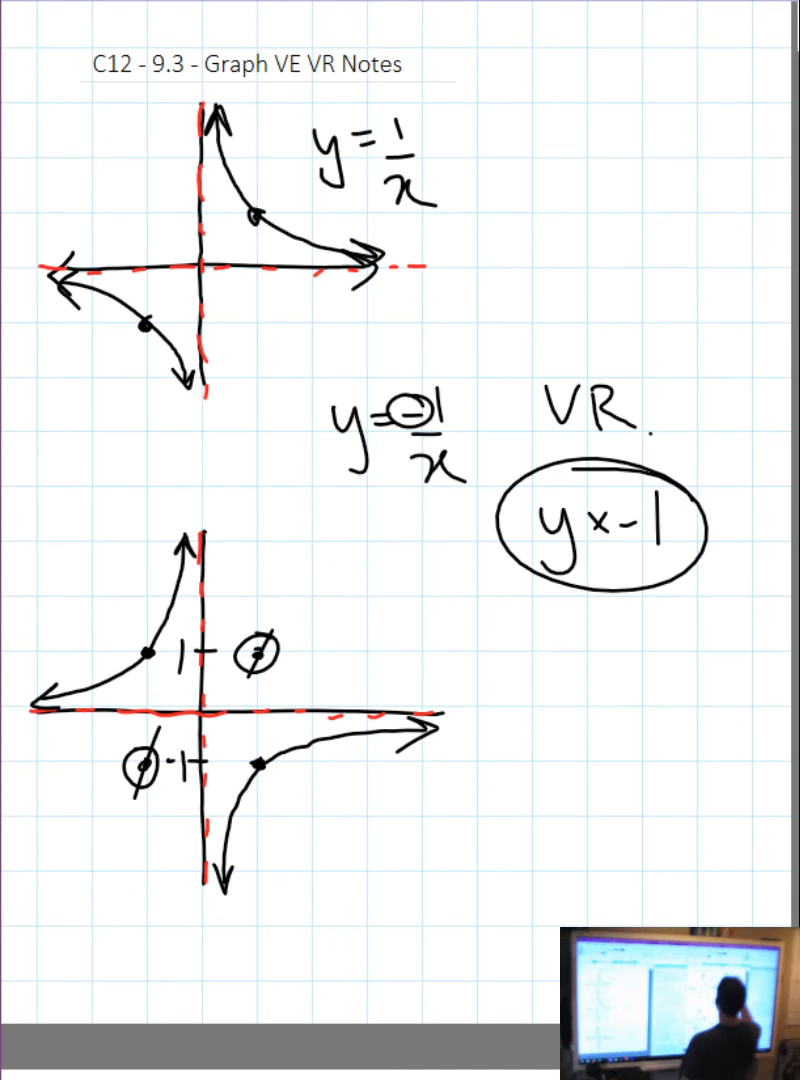 C12 - 9.3 - Graph VE VR Notes
y = 1/x
y = -1/x
VR.
y × -1
1
-1